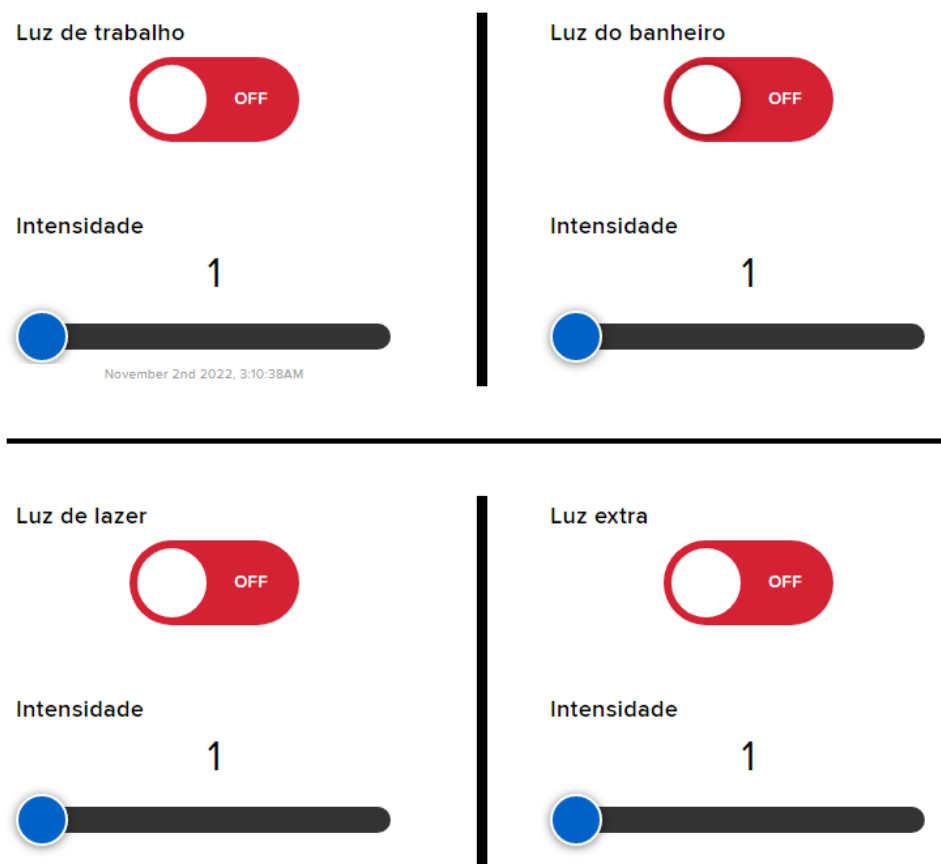 Luz de trabalho
OFF
Intensidade
1
November 2nd 2022, 3:10:38AM
Luz do banheiro
OFF
Intensidade
1
Luz de lazer
OFF
Intensidade
1
Luz extra
OFF
Intensidade
1